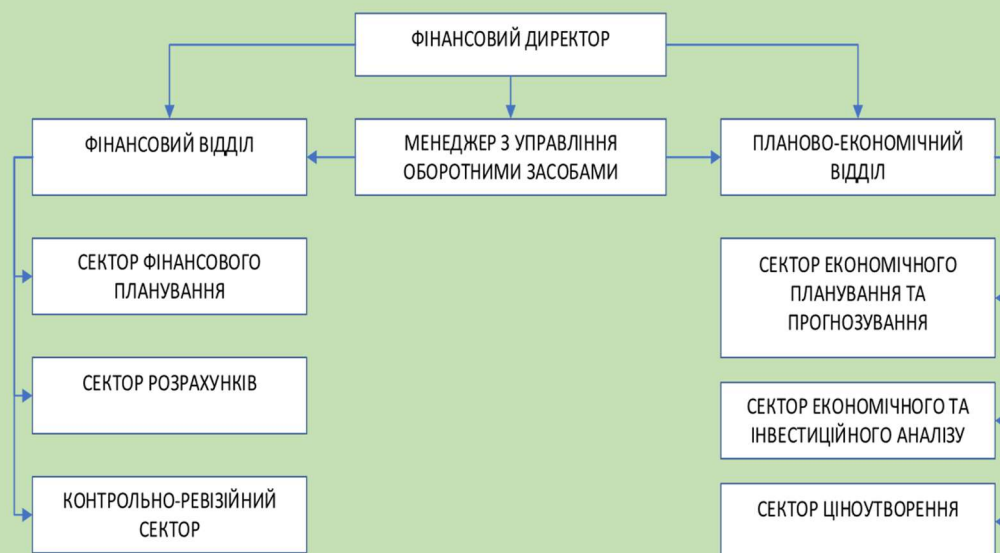 ФІНАНСОВИЙ ДИРЕКТОР
ФІНАНСОВИЙ ВІДДІЛ
МЕНЕДЖЕР З УПРАВЛІННЯ
ОБОРОТНИМИ ЗАСОБАМИ
ПЛАНОВО-ЕКОНОМІЧНИЙ
ВІДДІЛ
СЕКТОР ФІНАНСОВОГО
ПЛАНУВАННЯ
СЕКТОР РОЗРАХУНКІВ
КОНТРОЛЬНО-РЕВІЗІЙНИЙ
СЕКТОР
СЕКТОР ЕКОНОМІЧНОГО
ПЛАНУВАННЯ ТА
ПРОГНОЗУВАННЯ
СЕКТОР ЕКОНОМІЧНОГО ТА
ІНВЕСТИЦІЙНОГО АНАЛІЗУ
СЕКТОР ЦІНОУТВОРЕННЯ